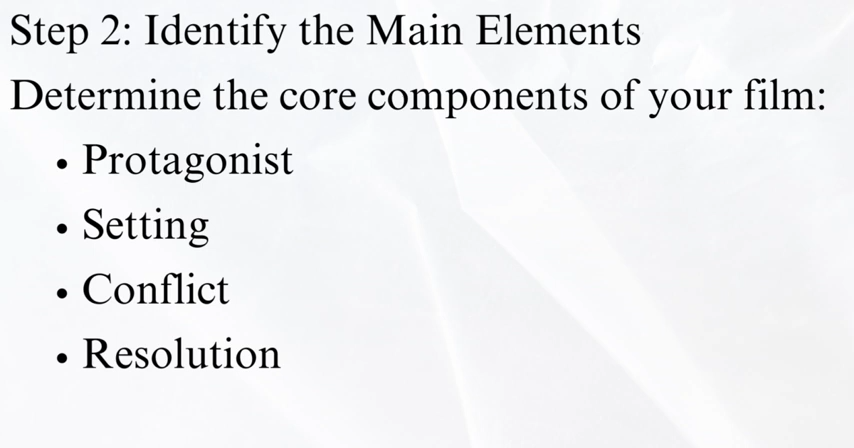 Step 2: Identify the Main Elements
Determine the core components of your film:
• Protagonist
• Setting
• Conflict
• Resolution